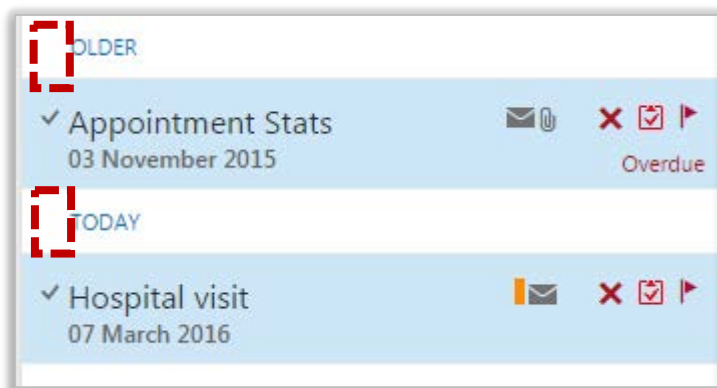 OLDER
Appointment Stats
03 November 2015
Overdue
TODAY
Hospital visit
07 March 2016